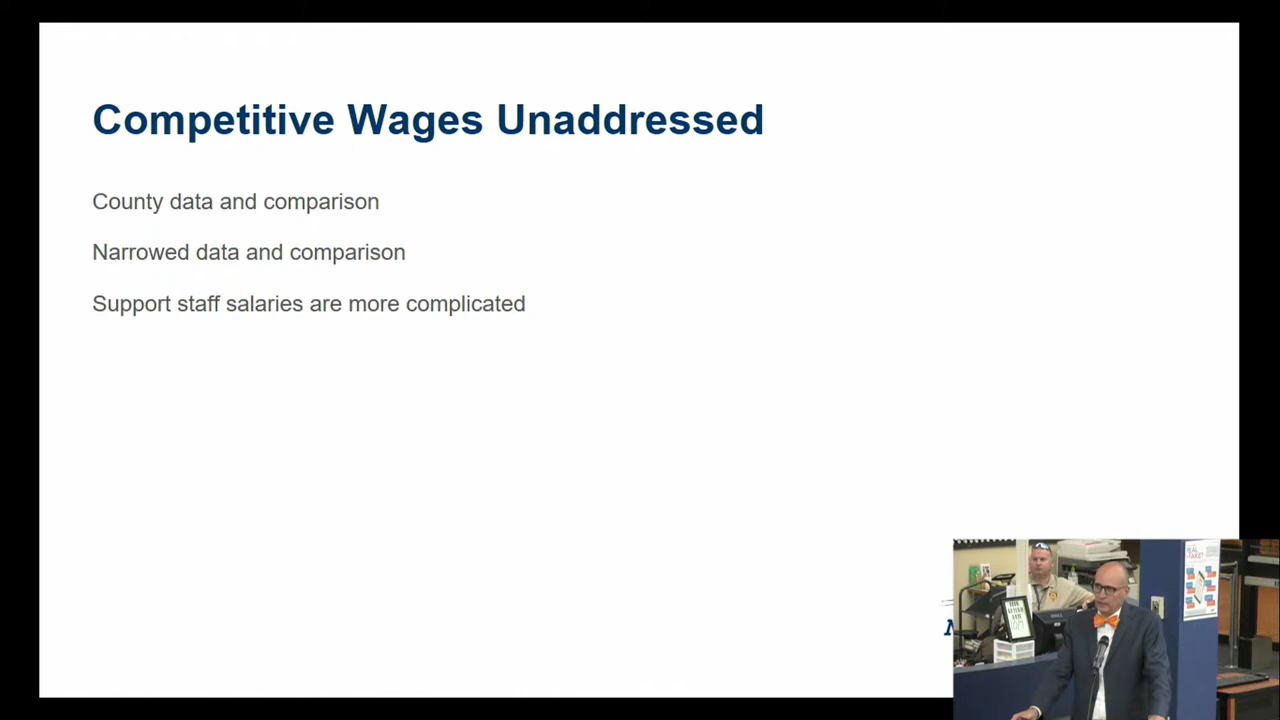 Competitive Wages Unaddressed
County data and comparison
Narrowed data and comparison
Support staff salaries are more complicated